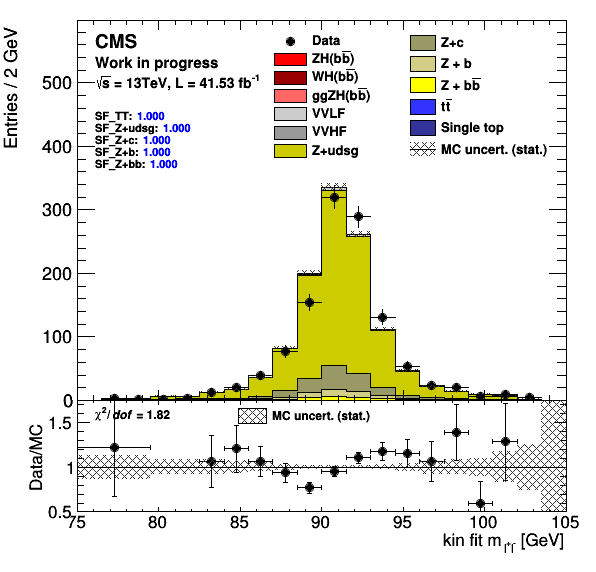 Entries / 2 GeV
CMS
Work in progress
√s = 13TeV, L = 41.53 fb⁻¹
SF_TT: 1.000
SF_Z+udsg: 1.000
SF_Z+c: 1.000
SF_Z+b: 1.000
SF_Z+bb: 1.000
Data
ZH(bb̅)
WH(bb̅)
ggZH(bb̅)
VVLF
VVHF
Z+udsg
Z+c
Z + b
Z + bb̅
tt̅
Single top
MC uncert. (stat.)
500
400
300
200
100
0
Data/MC
χ²/dof = 1.82
MC uncert. (stat.)
1.5
1
0.5
75 80 85 90 95 100 105
kin fit m_l⁺l⁻ [GeV]